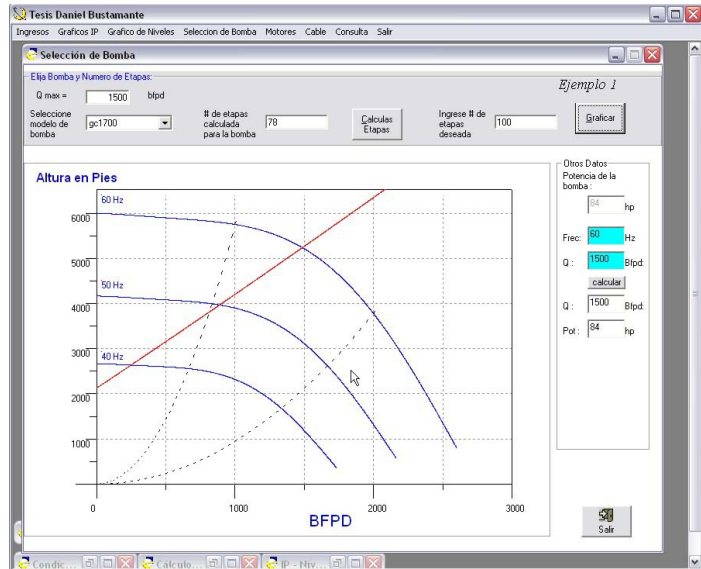 Tesis Daniel Bustamante
Ingresos Graficos IP Grafico de Niveles Seleccion de Bomba Motores Cable Consulta Salir
Selección de Bomba
Elija Bomba y Numero de Etapas:
Ejemplo 1
Q max = 1500 bfpd
Seleccione modelo de bomba
gc1700
# de etapas calculada para la bomba
78
Calculas Etapas
Ingrese # de etapas deseada
100
Graficar
Altura en Pies
60 Hz
6000
5000
50 Hz
4000
3000
40 Hz
2000
1000
0 1000 2000 3000
BFPD
Otros Datos
Potencia de la bomba :
84 hp
Frec: 60 Hz
Q : 1500 Bfpd:
calcular
Q : 1500 Bfpd:
Pot : 84 hp
Salir
Condic... Cálculo... IP - Niv...